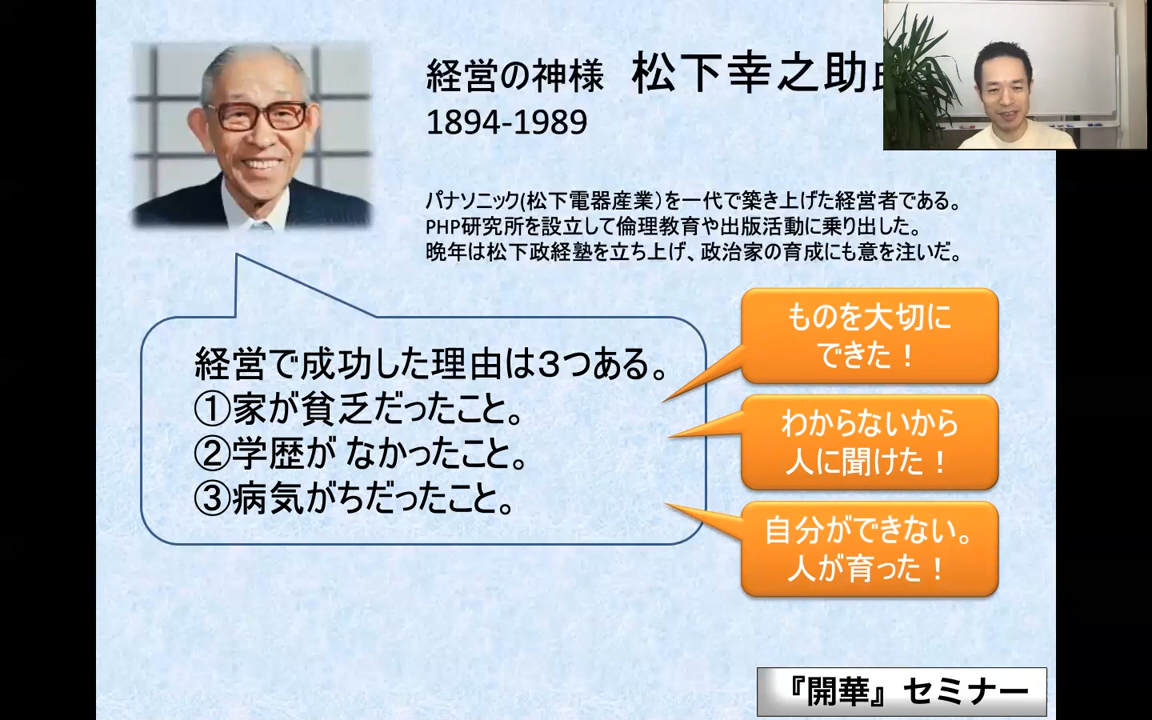 経営の神様 松下幸之助
1894-1989
パナソニック(松下電器産業)を一代で築き上げた経営者である。
PHP研究所を設立して倫理教育や出版活動に乗り出した。
晩年は松下政経塾を立ち上げ、政治家の育成にも意を注いだ。
経営で成功した理由は３つある。
①家が貧乏だったこと。
②学歴が なかったこと。
③病気がちだったこと。
ものを大切に
できた！
わからないから
人に聞けた！
自分ができない。
人が育った！
『開華』セミナー